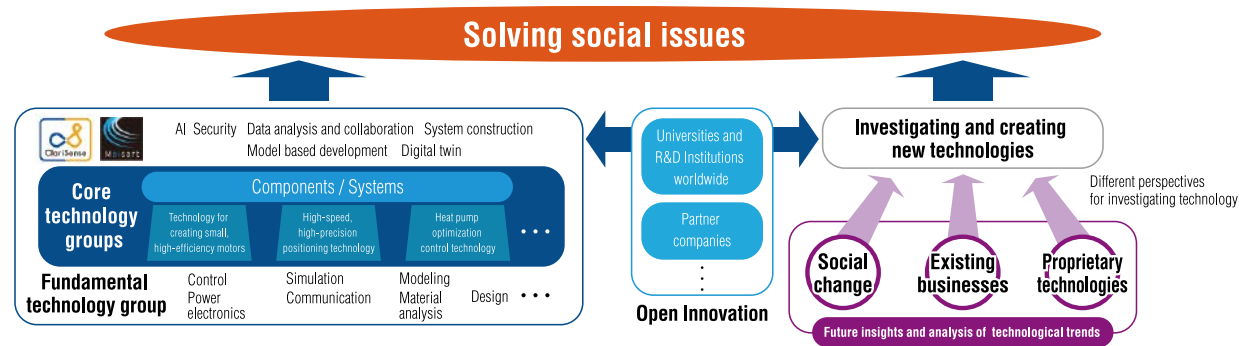 Solving social issues
ClariSense
Maisart
AI Security Data analysis and collaboration System construction
Model based development Digital twin
Core
technology
groups
Components / Systems
Technology for
creating small,
high-efficiency motors
High-speed,
high-precision
positioning technology
Heat pump
optimization
control technology
• • •
Fundamental
technology group
Control
Power
electronics
Simulation
Communication
Modeling
Material
analysis
Design
• • •
Universities and
R&D Institutions
worldwide
Partner
companies
Open Innovation
Investigating and creating
new technologies
Different perspectives
for investigating technology
Social
change
Existing
businesses
Proprietary
technologies
Future insights and analysis of technological trends